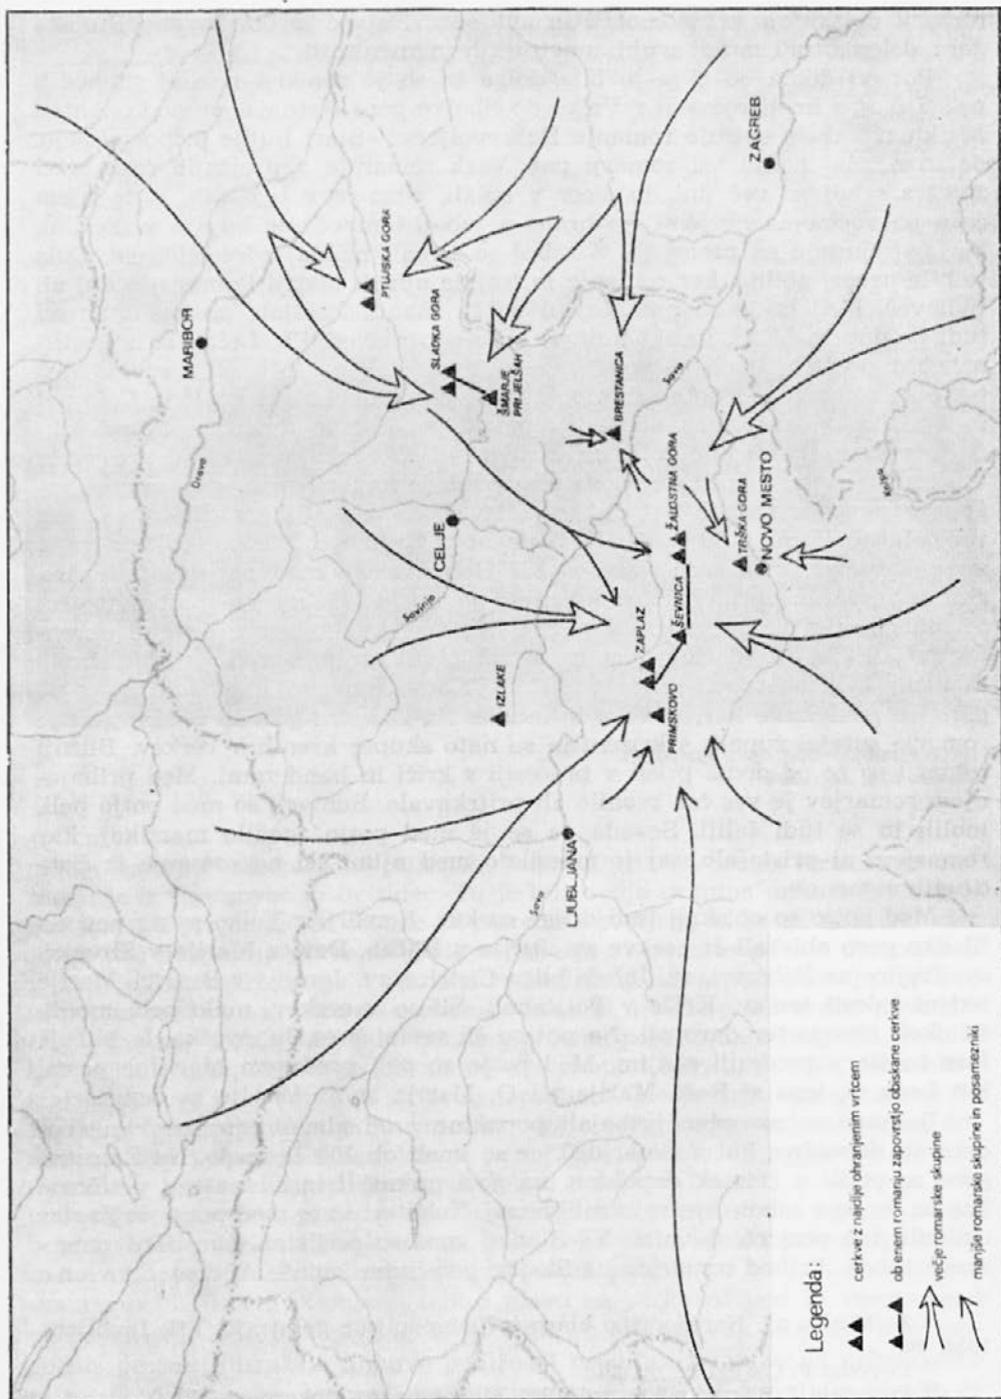 MARIBOR
Drava
PTUJSKA GORA
SLADKA GORA
ŠMARJE
PRI JELŠAH
CELJE
Savinja
IZLAKE
Sava
LJUBLJANA
BRESTANICA
Sava
ZAPLAZ
PRIMSKOVO
ŠEVNICA
ŽALOSTNA GORA
TRŠKA GORA
NOVO MESTO
ZAGREB
Legenda:
cerkve z najdlje ohranjenim vrtcem
ob enem romanju zapovrstjo obiskane cerkve
večje romarske skupine
manjše romarske skupine in posamezniki